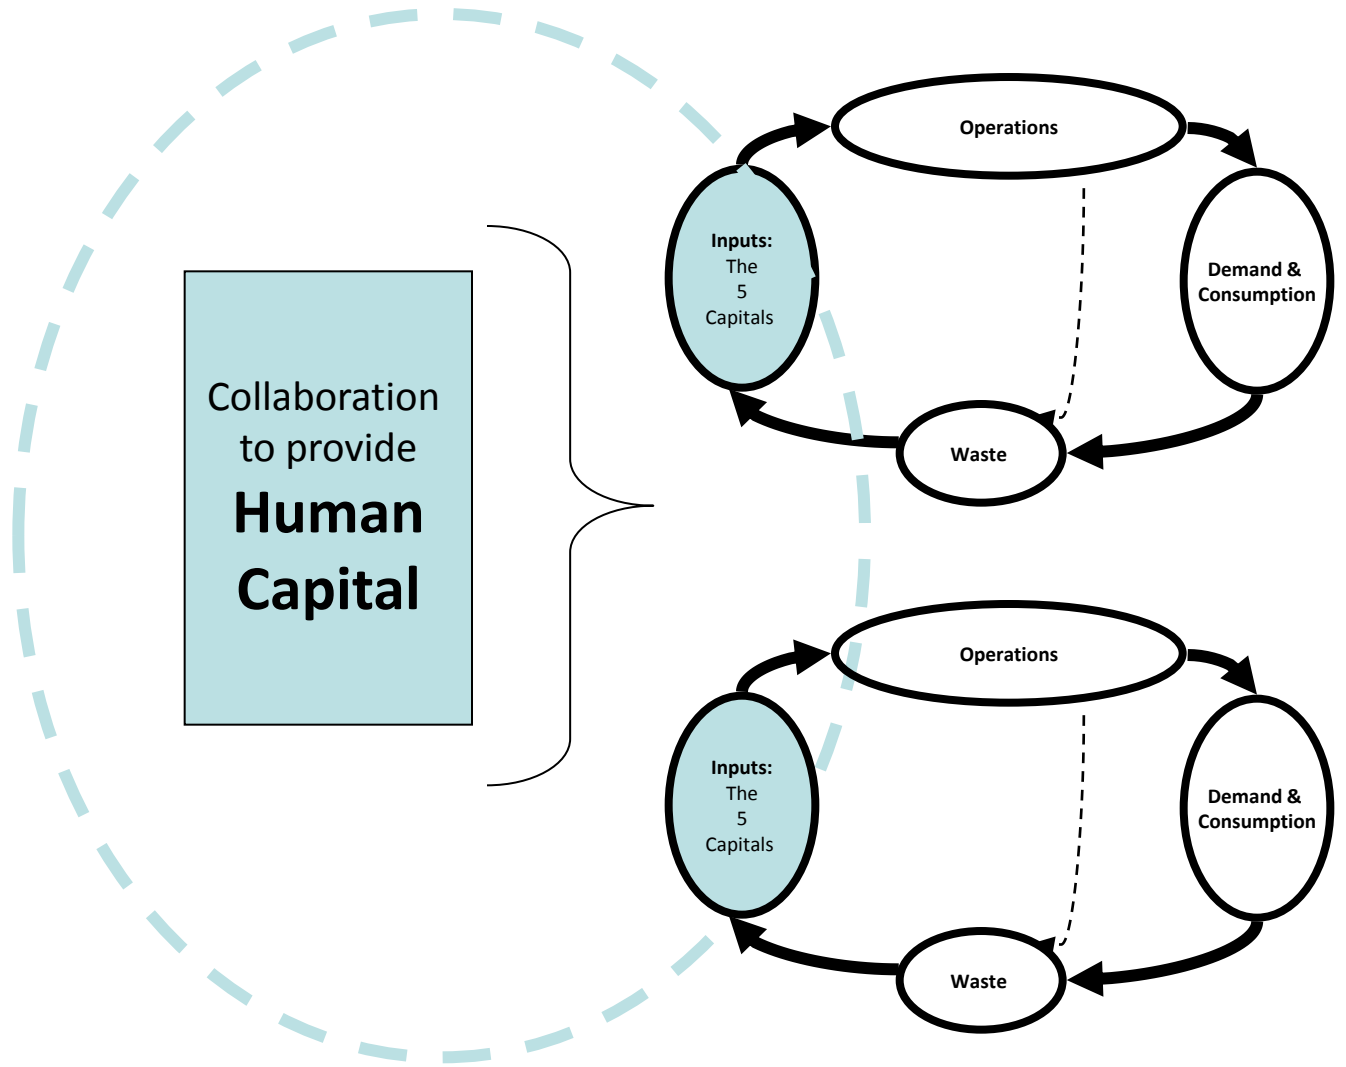 Collaboration
to provide
Human
Capital
Operations
Inputs:
The
5
Capitals
Demand &
Consumption
Waste
Operations
Inputs:
The
5
Capitals
Demand &
Consumption
Waste